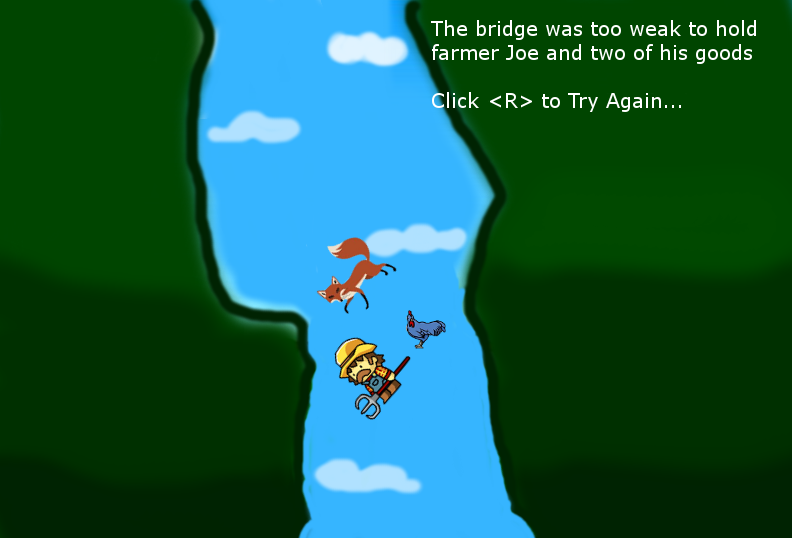 The bridge was too weak to hold
farmer Joe and two of his goods
Click <R> to Try Again...